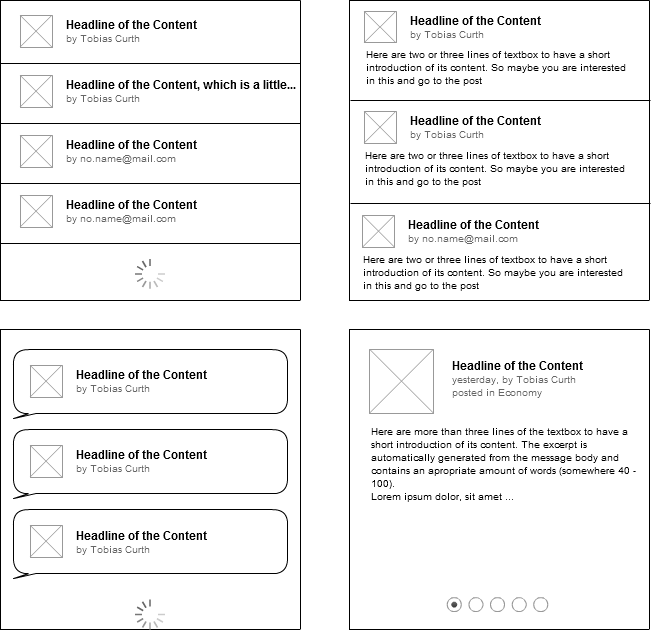 Headline of the Content
by Tobias Curth
Headline of the Content, which is a little...
by Tobias Curth
Headline of the Content
by no.name@mail.com
Headline of the Content
by no.name@mail.com
Headline of the Content
by Tobias Curth
Here are two or three lines of textbox to have a short
introduction of its content. So maybe you are interested
in this and go to the post
Headline of the Content
by Tobias Curth
Here are two or three lines of textbox to have a short
introduction of its content. So maybe you are interested
in this and go to the post
Headline of the Content
by no.name@mail.com
Here are two or three lines of textbox to have a short
introduction of its content. So maybe you are interested
in this and go to the post
Headline of the Content
by Tobias Curth
Headline of the Content
by Tobias Curth
Headline of the Content
by Tobias Curth
Headline of the Content
yesterday, by Tobias Curth
posted in Economy
Here are more than three lines of the textbox to have a
short introduction of its content. The excerpt is
automatically generated from the message body and
contains an apropriate amount of words (somewhere 40 -
100).
Lorem ipsum dolor, sit amet ...